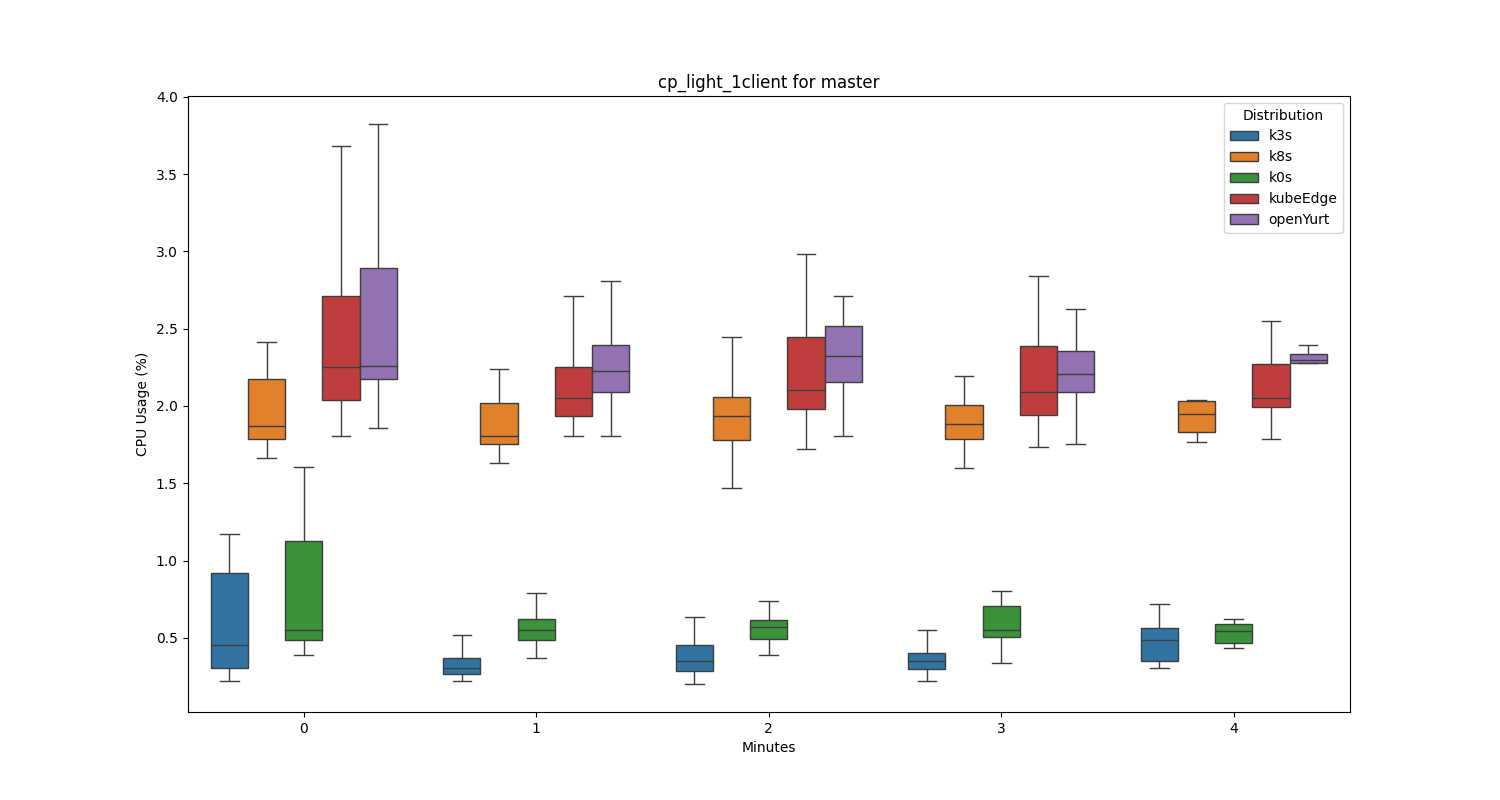 cp_light_1client for master
4.0
3.5
3.0
2.5
2.0
1.5
1.0
0.5
CPU Usage (%)
Distribution
k3s
k8s
k0s
kubeEdge
openYurt
0 1 2 3 4
Minutes